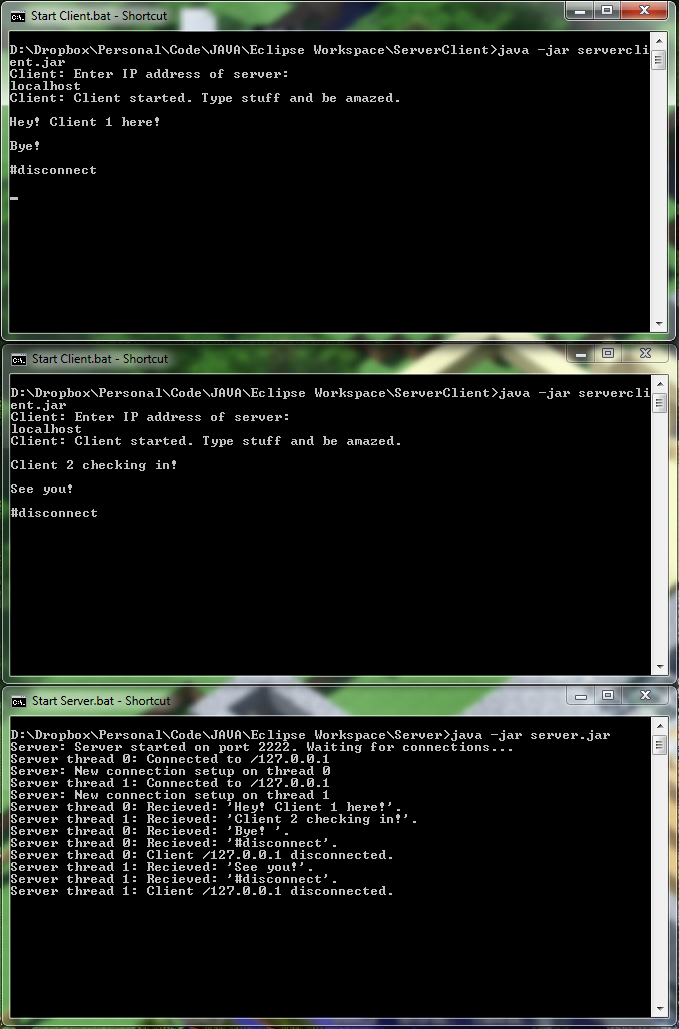 Start Client.bat - Shortcut
D:\Dropbox\Personal\Code\JAVA\Eclipse Workspace\ServerClient>java -jar servercli
ent.jar
Client: Enter IP address of server:
localhost
Client: Client started. Type stuff and be amazed.
Hey! Client 1 here!
Bye!
#disconnect
Start Client.bat - Shortcut
D:\Dropbox\Personal\Code\JAVA\Eclipse Workspace\ServerClient>java -jar servercli
ent.jar
Client: Enter IP address of server:
localhost
Client: Client started. Type stuff and be amazed.
Client 2 checking in!
See you!
#disconnect
Start Server.bat - Shortcut
D:\Dropbox\Personal\Code\JAVA\Eclipse Workspace\Server>java -jar server.jar
Server: Server started on port 2222. Waiting for connections...
Server thread 0: Connected to /127.0.0.1
Server: New connection setup on thread 0
Server thread 1: Connected to /127.0.0.1
Server: New connection setup on thread 1
Server thread 0: Recieved: 'Hey! Client 1 here!'.
Server thread 1: Recieved: 'Client 2 checking in!'.
Server thread 0: Recieved: 'Bye! '.
Server thread 0: Recieved: '#disconnect'.
Server thread 0: Client /127.0.0.1 disconnected.
Server thread 1: Recieved: 'See you!'.
Server thread 1: Recieved: '#disconnect'.
Server thread 1: Client /127.0.0.1 disconnected.